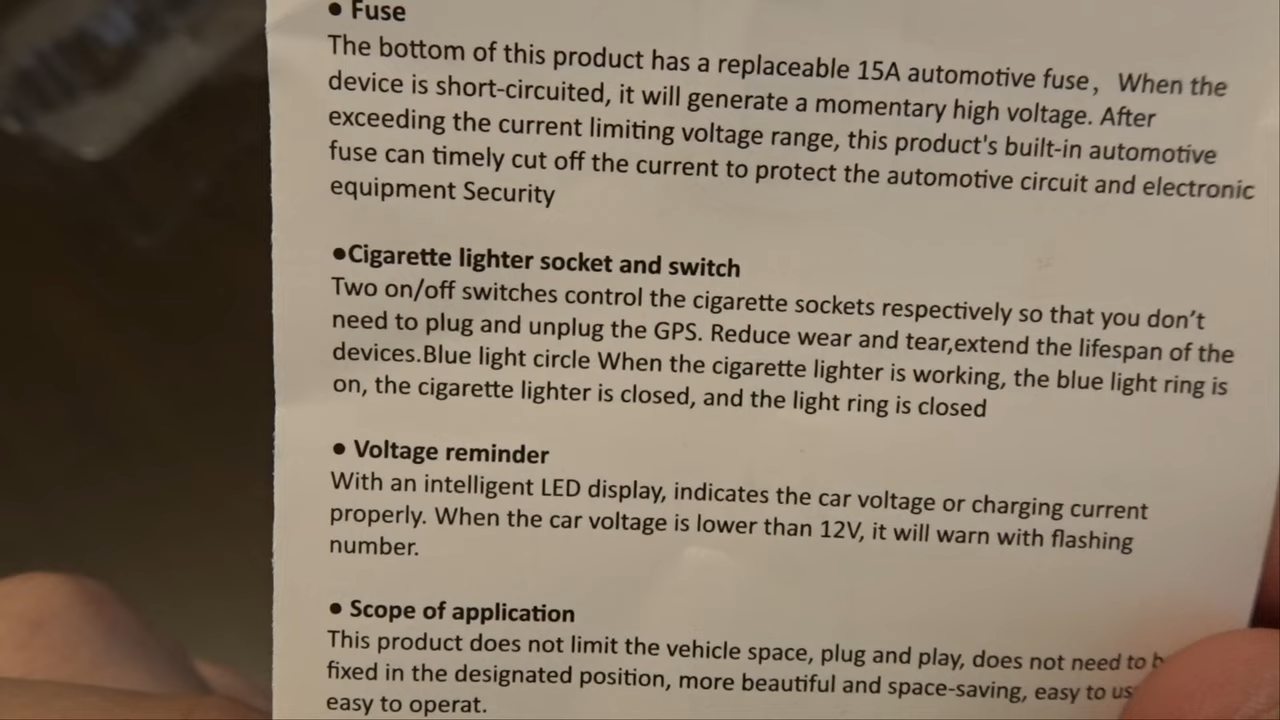 ● Fuse
The bottom of this product has a replaceable 15A automotive fuse, When the
device is short-circuited, it will generate a momentary high voltage. After
exceeding the current limiting voltage range, this product's built-in automotive
fuse can timely cut off the current to protect the automotive circuit and electronic
equipment Security
●Cigarette lighter socket and switch
Two on/off switches control the cigarette sockets respectively so that you don't
need to plug and unplug the GPS. Reduce wear and tear,extend the lifespan of the
devices.Blue light circle When the cigarette lighter is working, the blue light ring is
on, the cigarette lighter is closed, and the light ring is closed
● Voltage reminder
With an intelligent LED display, indicates the car voltage or charging current
properly. When the car voltage is lower than 12V, it will warn with flashing
number.
● Scope of application
This product does not limit the vehicle space, plug and play, does not need to
fixed in the designated position, more beautiful and space-saving, easy to
easy to operat.